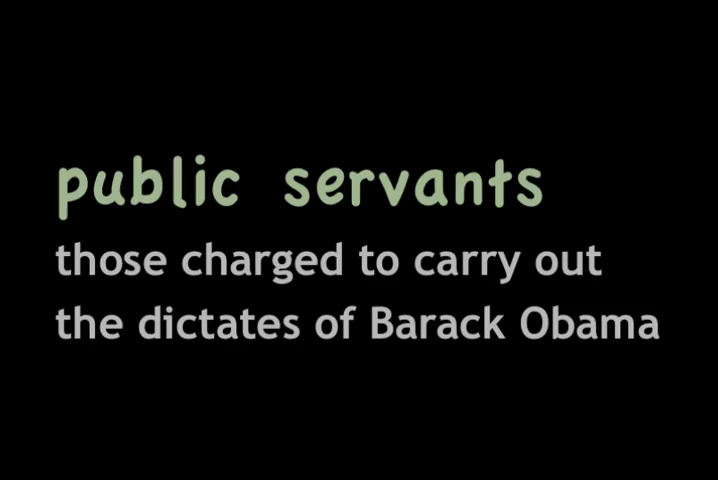 public servants
those charged to carry out
the dictates of Barack Obama